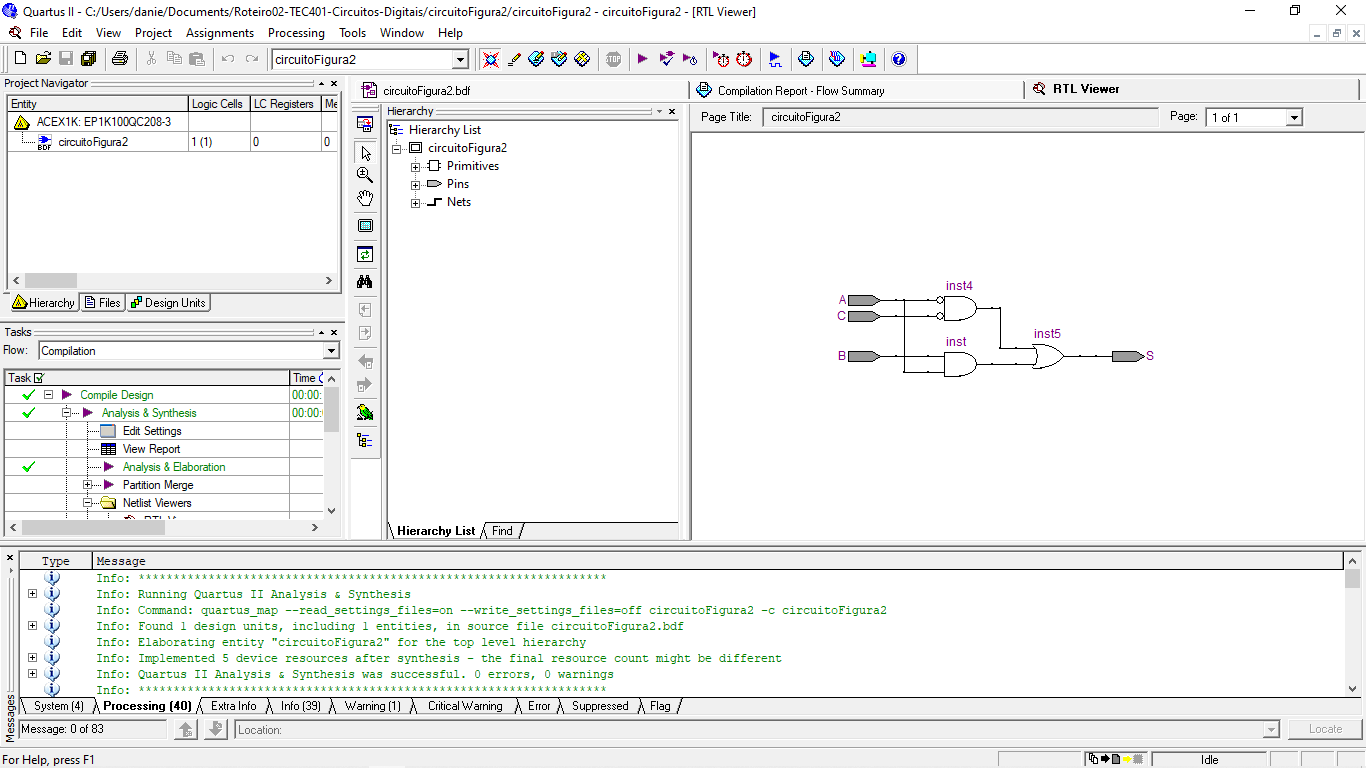 Quartus II - C:/Users/danie/Documents/Roteiro02-TEC401-Circuitos-Digitais/circuitoFigura2/circuitoFigura2 - circuitoFigura2 - [RTL Viewer]
File Edit View Project Assignments Processing Tools Window Help
circuitoFigura2
STOP
Project Navigator
Entity Logic Cells LC Registers Me
ACEX1K: EP1K100QC208-3
BDF circuitoFigura2 1 (1) 0 0
Hierarchy Files Design Units
Tasks
Flow: Compilation
Task Time
Compile Design 00:00:
Analysis & Synthesis 00:00:
Edit Settings
View Report
Analysis & Elaboration
Partition Merge
Netlist Viewers
circuitoFigura2.bdf
Compilation Report - Flow Summary
RTL Viewer
Hierarchy
Hierarchy List
circuitoFigura2
Primitives
Pins
Nets
Hierarchy List Find
Page Title: circuitoFigura2 Page: 1 of 1
inst4
A
C
inst5
inst
B
S
Type Message
Info: *******************************************************************
Info: Running Quartus II Analysis & Synthesis
Info: Command: quartus_map --read_settings_files=on --write_settings_files=off circuitoFigura2 -c circuitoFigura2
Info: Found 1 design units, including 1 entities, in source file circuitoFigura2.bdf
Info: Elaborating entity "circuitoFigura2" for the top level hierarchy
Info: Implemented 5 device resources after synthesis - the final resource count might be different
Info: Quartus II Analysis & Synthesis was successful. 0 errors, 0 warnings
Info: *******************************************************************
System (4) Processing (40) Extra Info Info (39) Warning (1) Critical Warning Error Suppressed Flag
Messages
Message: 0 of 83 Location: Locate
For Help, press F1 Idle